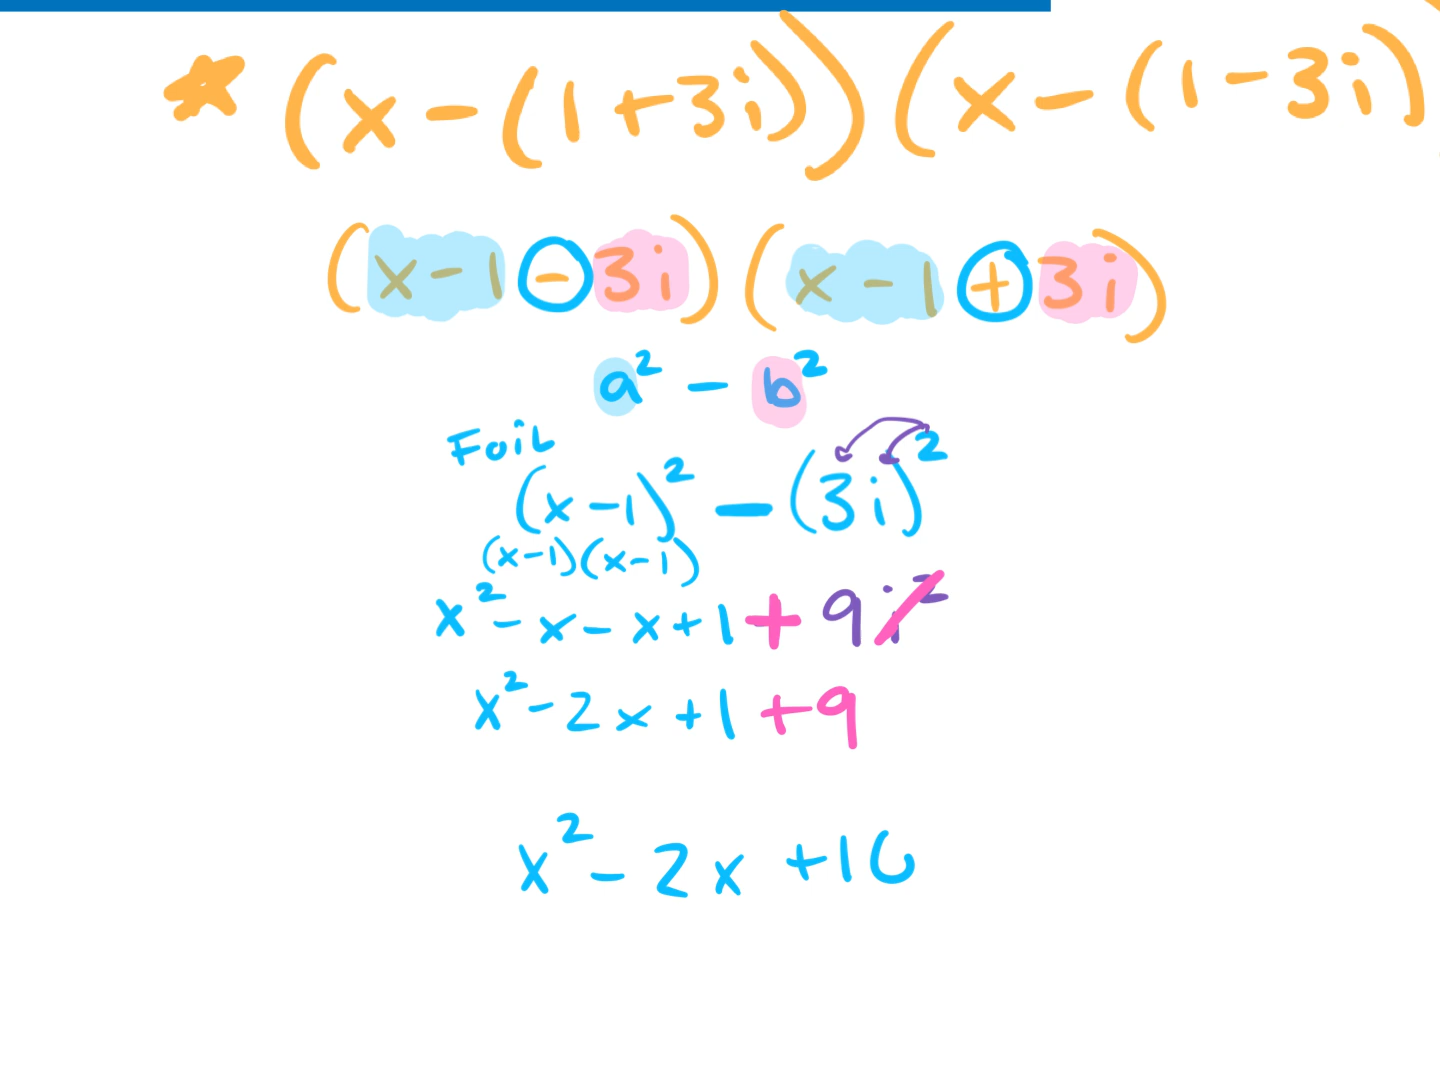 * (x - (1 + 3i)) (x - (1 - 3i)
(x - 1 - 3i) (x - 1 + 3i)
a² - b²
Foil
(x - 1)² - (3i)²
(x - 1)(x - 1)
x² - x - x + 1 + 9i²
x² - 2x + 1 + 9
x² - 2x + 10